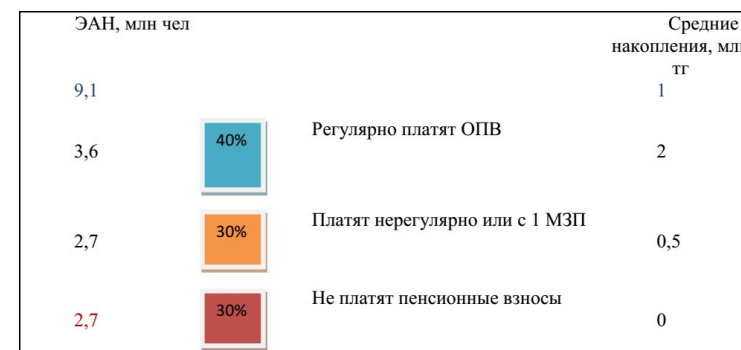 ЭАН, млн чел
Средние
накопления, мл
тг
9,1
1
Регулярно платят ОПВ
40%
3,6
2
Платят нерегулярно или с 1 МЗП
30%
2,7
0,5
Не платят пенсионные взносы
30%
2,7
0